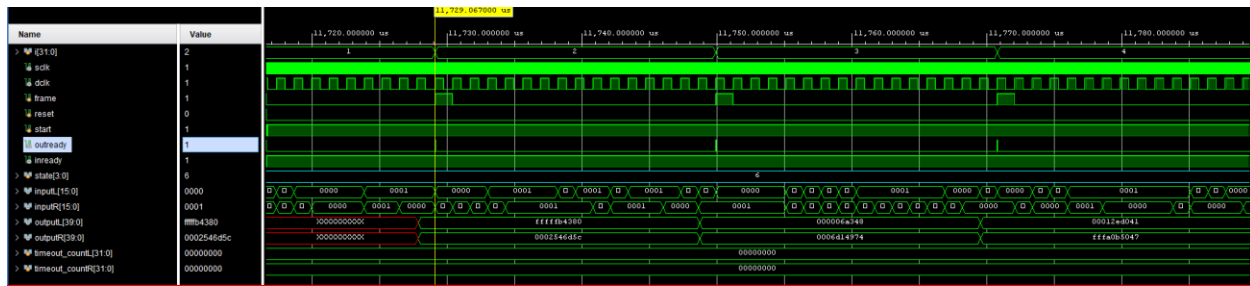 11,729.067000 us
Name Value
11,720.000000 us 11,730.000000 us 11,740.000000 us 11,750.000000 us 11,760.000000 us 11,770.000000 us 11,780.000000 us
i[31:0] 2 1 2 3 4
sclk 1
dclk 1
frame 1
reset 0
start 1
outready 1
inready 1
state[3:0] 6 6
inputL[15:0] 0000 0000 0001 0000 0001 0001 0000 0001 0000 0000 0001 0000
inputR[15:0] 0001 0000 0001 0000 0001 0001 0000 0001 0001 0000 0000 0001 0000
outputL[39:0] fffffb4380 XXXXXXXXXX fffffb4380 000006a348 00012ed041
outputR[39:0] 0002546d5c XXXXXXXXXX 0002546d5c 0006d14974 fffa0b5047
timeout_countL[31:0] 00000000 00000000
timeout_countR[31:0] 00000000 00000000